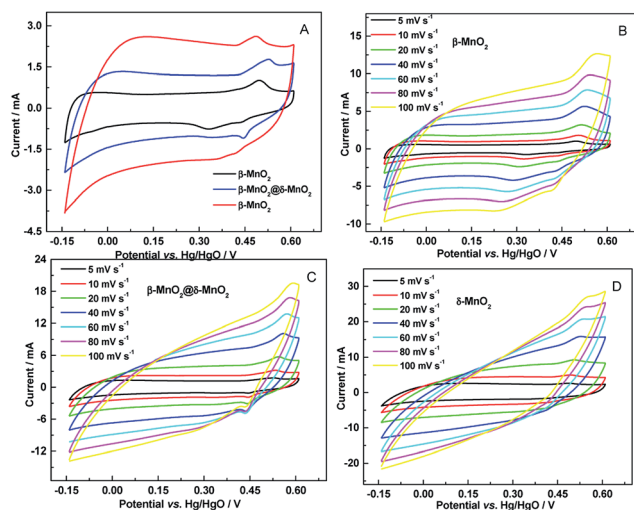 A
3.0
1.5
0.0
-1.5
-3.0
-4.5
Current / mA
β-MnO₂
β-MnO₂@δ-MnO₂
β-MnO₂
-0.15 0.00 0.15 0.30 0.45 0.60
Potential vs. Hg/HgO / V
B
15
10
5
0
-5
-10
Current / mA
5 mV s⁻¹
10 mV s⁻¹
20 mV s⁻¹
40 mV s⁻¹
60 mV s⁻¹
80 mV s⁻¹
100 mV s⁻¹
β-MnO₂
-0.15 0.00 0.15 0.30 0.45 0.60
Potential vs. Hg/HgO / V
C
24
18
12
6
0
-6
-12
Current / mA
5 mV s⁻¹
10 mV s⁻¹
20 mV s⁻¹
40 mV s⁻¹
60 mV s⁻¹
80 mV s⁻¹
100 mV s⁻¹
β-MnO₂@δ-MnO₂
-0.15 0.00 0.15 0.30 0.45 0.60
Potential vs. Hg/HgO / V
D
30
20
10
0
-10
-20
Current / mA
5 mV s⁻¹
10 mV s⁻¹
20 mV s⁻¹
40 mV s⁻¹
60 mV s⁻¹
80 mV s⁻¹
100 mV s⁻¹
δ-MnO₂
-0.15 0.00 0.15 0.30 0.45 0.60
Potential vs. Hg/HgO / V